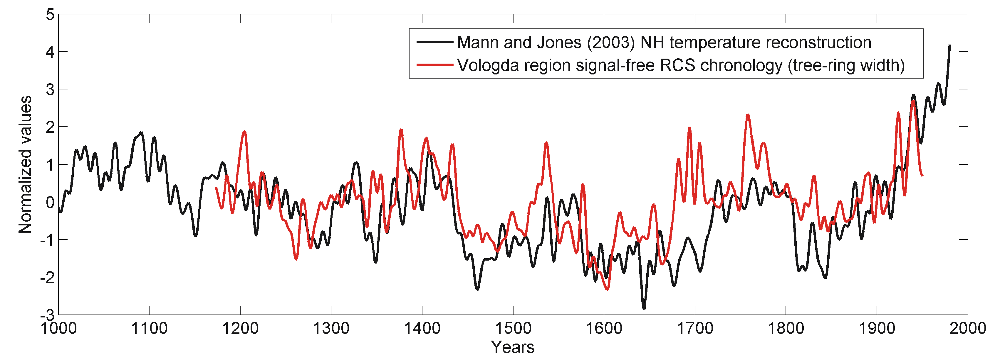 5
4
3
2
1
0
-1
-2
-3
Normalized values
Mann and Jones (2003) NH temperature reconstruction
Vologda region signal-free RCS chronology (tree-ring width)
1000 1100 1200 1300 1400 1500 1600 1700 1800 1900 2000
Years